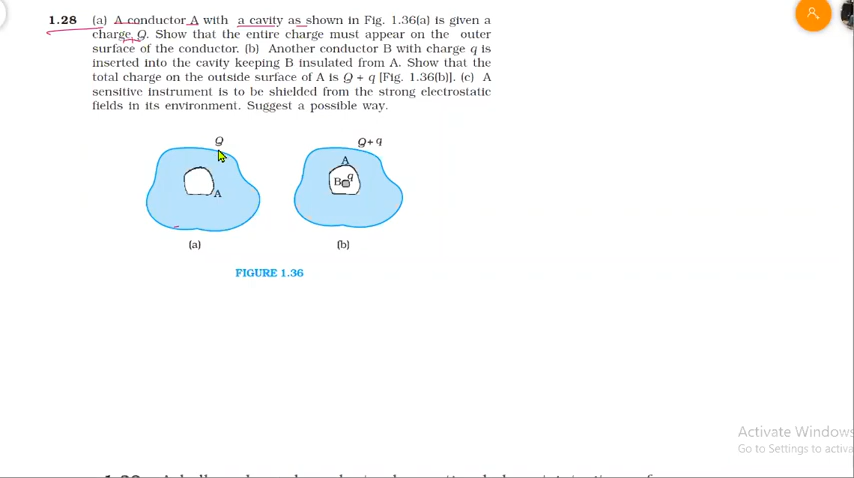 1.28 (a) A conductor A with a cavity as shown in Fig. 1.36(a) is given a
charge Q. Show that the entire charge must appear on the outer
surface of the conductor. (b) Another conductor B with charge q is
inserted into the cavity keeping B insulated from A. Show that the
total charge on the outside surface of A is Q + q [Fig. 1.36(b)]. (c) A
sensitive instrument is to be shielded from the strong electrostatic
fields in its environment. Suggest a possible way.
Q
A
(a)
Q+ q
A
B
q
(b)
FIGURE 1.36
Activate Windows
Go to Settings to activa